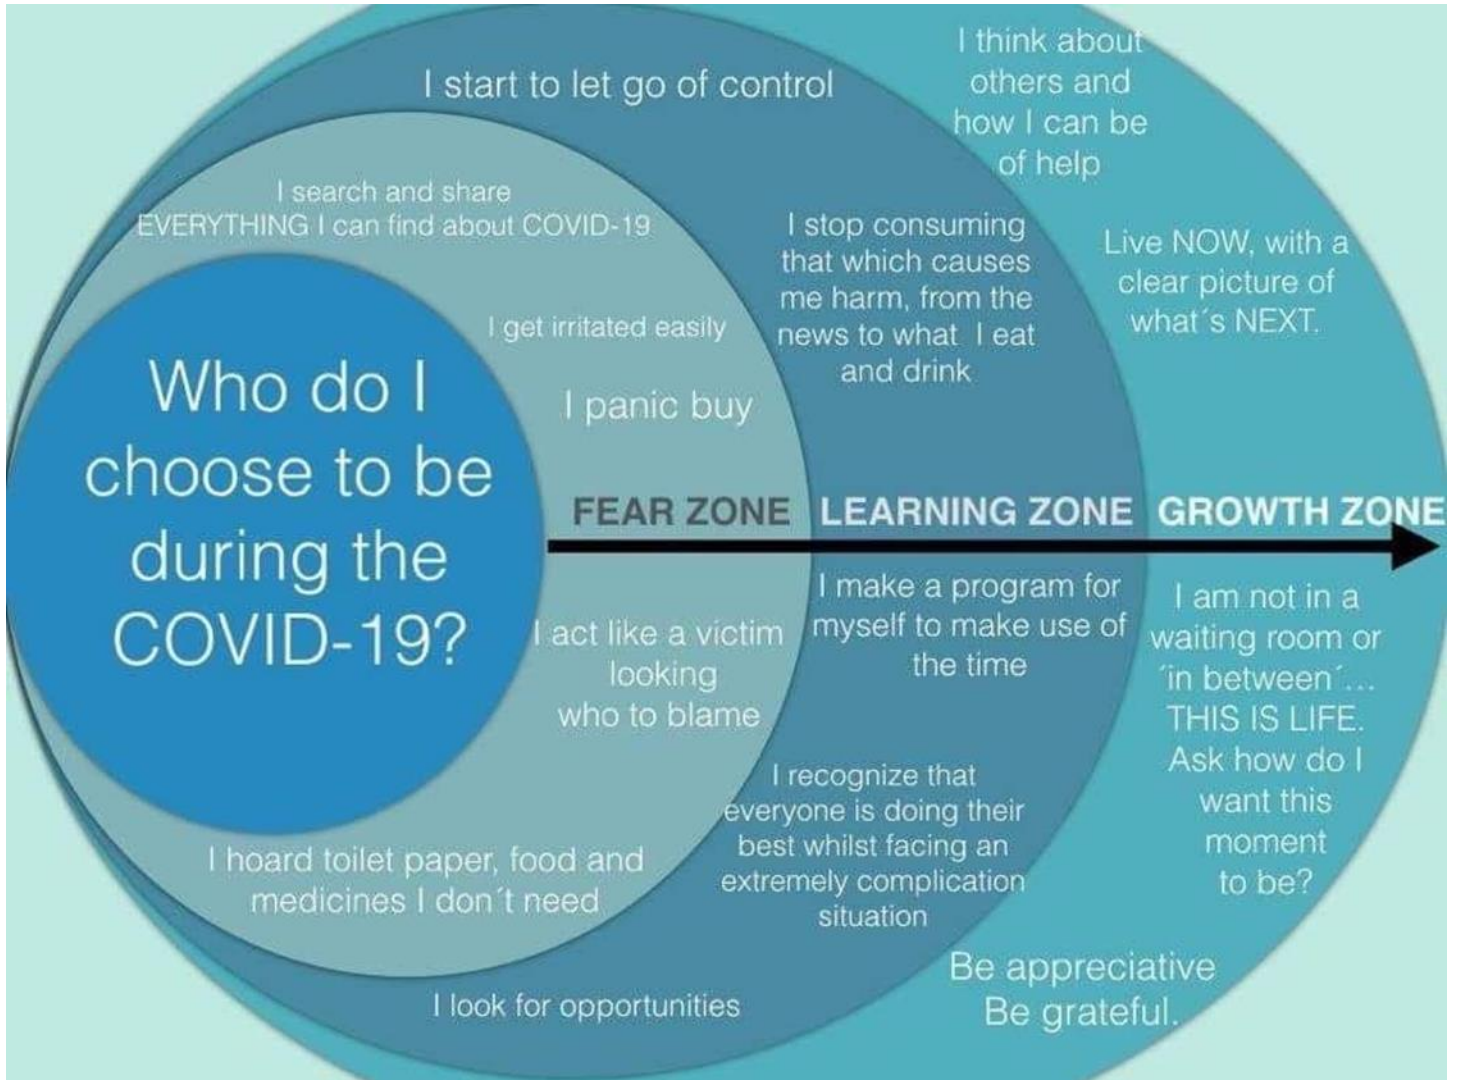 Who do I
choose to be
during the
COVID-19?
FEAR ZONE
I search and share
EVERYTHING I can find about COVID-19
I get irritated easily
I panic buy
I act like a victim
looking
who to blame
I hoard toilet paper, food and
medicines I don´t need
LEARNING ZONE
I start to let go of control
I stop consuming
that which causes
me harm, from the
news to what I eat
and drink
I make a program for
myself to make use of
the time
I recognize that
everyone is doing their
best whilst facing an
extremely complication
situation
I look for opportunities
GROWTH ZONE
I think about
others and
how I can be
of help
Live NOW, with a
clear picture of
what´s NEXT.
I am not in a
waiting room or
´in between´...
THIS IS LIFE.
Ask how do I
want this
moment
to be?
Be appreciative
Be grateful.